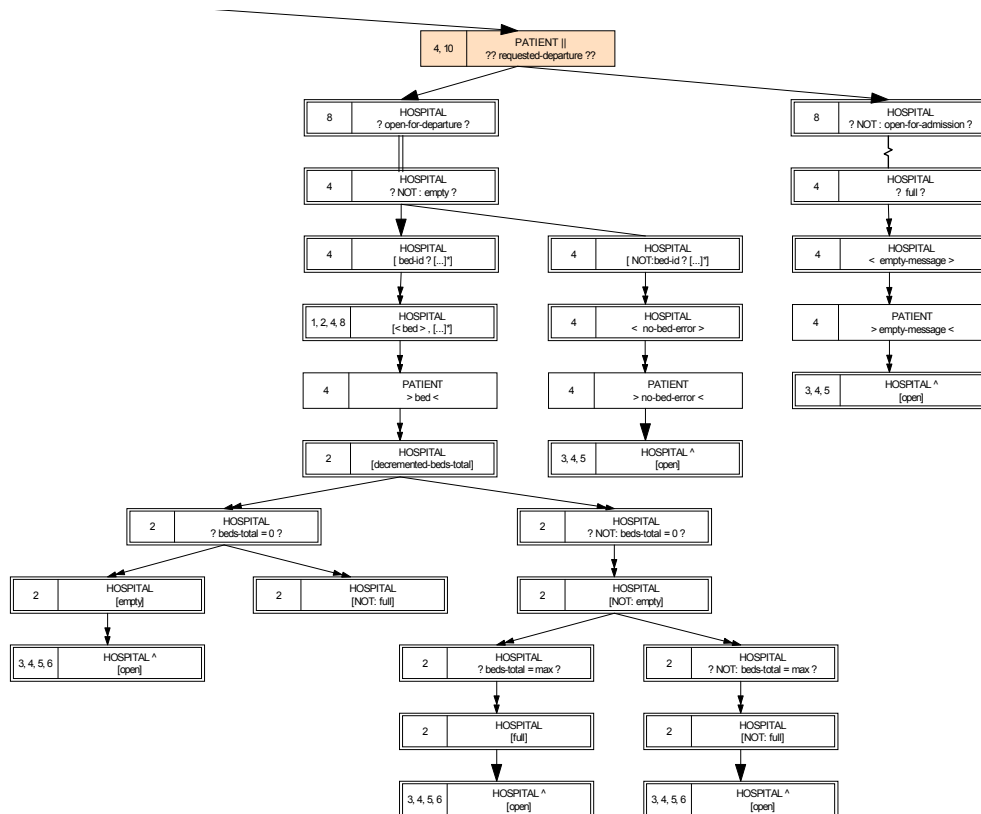 4, 10
PATIENT ||
?? requested-departure ??
8
HOSPITAL
? open-for-departure ?
8
HOSPITAL
? NOT : open-for-admission ?
4
HOSPITAL
? NOT : empty ?
4
HOSPITAL
? full ?
4
HOSPITAL
[ bed-id ? [...]*]
4
HOSPITAL
[ NOT:bed-id ? [...]*]
4
HOSPITAL
< empty-message >
1, 2, 4, 8
HOSPITAL
[< bed > , [...]*]
4
HOSPITAL
< no-bed-error >
4
PATIENT
> empty-message <
4
PATIENT
> bed <
4
PATIENT
> no-bed-error <
3, 4, 5
HOSPITAL ^
[open]
2
HOSPITAL
[decremented-beds-total]
3, 4, 5
HOSPITAL ^
[open]
2
HOSPITAL
? beds-total = 0 ?
2
HOSPITAL
? NOT: beds-total = 0 ?
2
HOSPITAL
[empty]
2
HOSPITAL
[NOT: full]
2
HOSPITAL
[NOT: empty]
3, 4, 5, 6
HOSPITAL ^
[open]
2
HOSPITAL
? beds-total = max ?
2
HOSPITAL
? NOT: beds-total = max ?
2
HOSPITAL
[full]
2
HOSPITAL
[NOT: full]
3, 4, 5, 6
HOSPITAL ^
[open]
3, 4, 5, 6
HOSPITAL ^
[open]